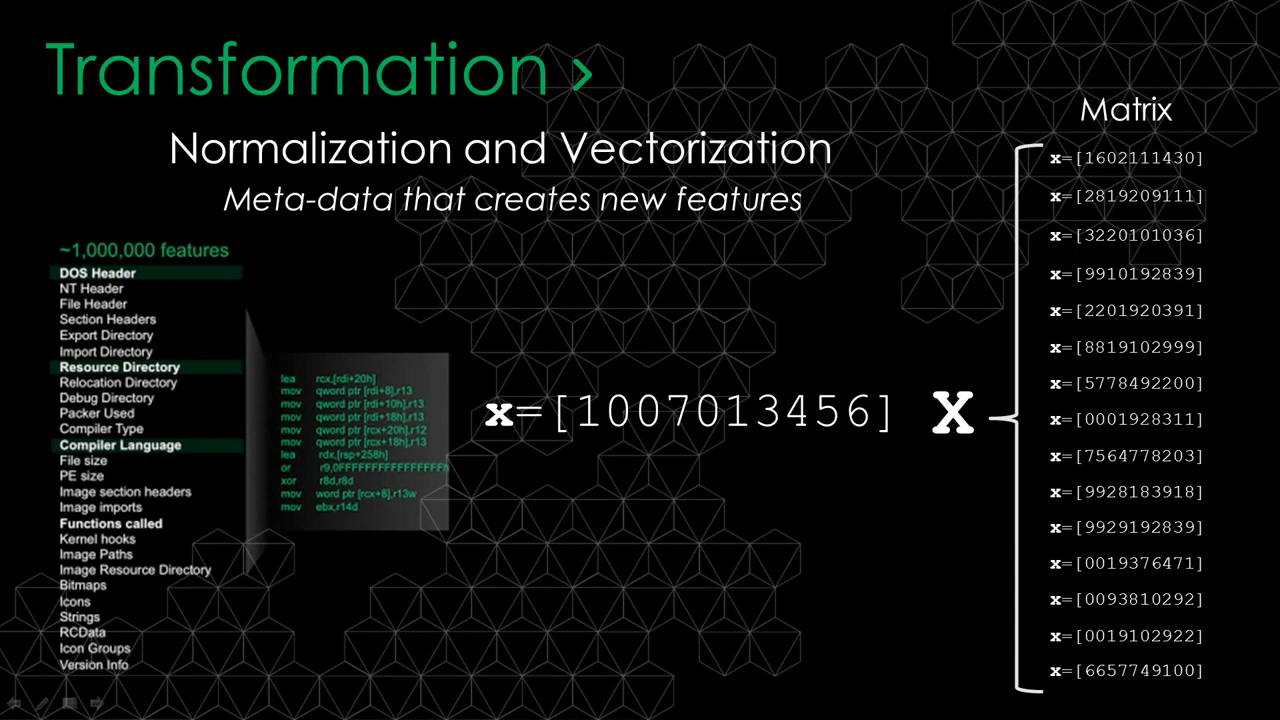 Transformation ›
Normalization and Vectorization
Meta-data that creates new features
~1,000,000 features
DOS Header
NT Header
File Header
Section Headers
Export Directory
Import Directory
Resource Directory
Relocation Directory
Debug Directory
Packer Used
Compiler Type
Compiler Language
File size
PE size
Image section headers
Image imports
Functions called
Kernel hooks
Image Paths
Image Resource Directory
Bitmaps
Icons
Strings
RCData
Icon Groups
Version Info
lea rcx,[rdi+20h]
mov qword ptr [rdi+8],r13
mov qword ptr [rdi+10h],r13
mov qword ptr [rdi+18h],r13
mov qword ptr [rcx+20h],r12
mov qword ptr [rcx+18h],r13
lea rdx,[rsp+258h]
or r9,0FFFFFFFFFFFFFFFFh
xor r8d,r8d
mov word ptr [rcx+8],r13w
mov ebx,r14d
x=[1007013456]
X
Matrix
x=[1602111430]
x=[2819209111]
x=[3220101036]
x=[9910192839]
x=[2201920391]
x=[8819102999]
x=[5778492200]
x=[0001928311]
x=[7564778203]
x=[9928183918]
x=[9929192839]
x=[0019376471]
x=[0093810292]
x=[0019102922]
x=[6657749100]